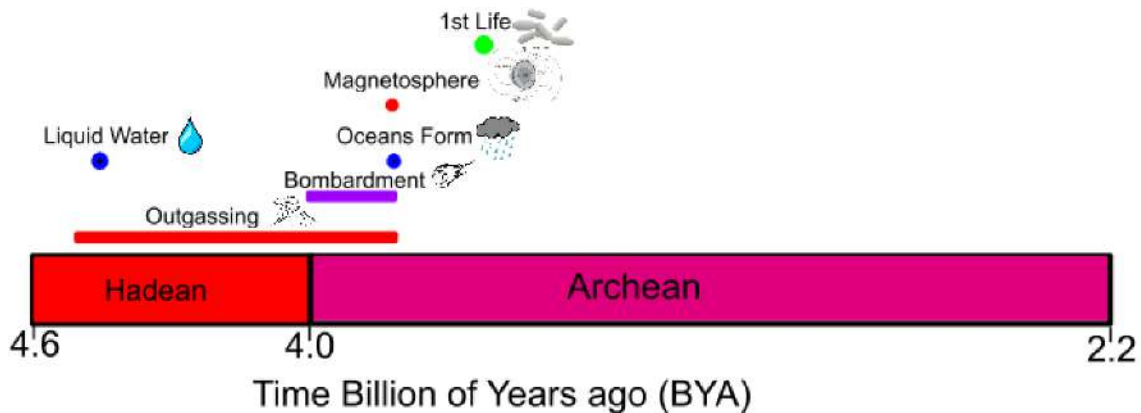 1st Life
Magnetosphere
Liquid Water
Oceans Form
Bombardment
Outgassing
Hadean
Archean
4.6
4.0
2.2
Time Billion of Years ago (BYA)